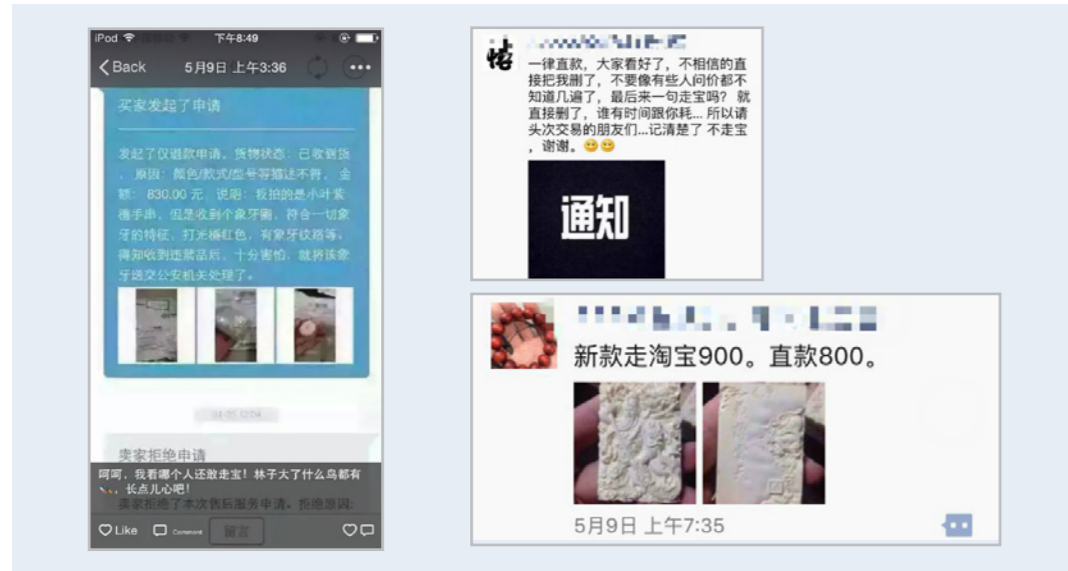 iPod
下午8:49
Back
5月9日 上午3:36
买家发起了申请
发起了仅退款申请, 货物状态: 已收到货
, 原因: 颜色/款式/型号等描述不符, 金
额: 830.00 元, 说明: 我拍的是小叶紫
檀手串, 但是收到个象牙雕, 符合一切象
牙的特征, 打光橘红色, 有象牙纹路等。
得知收到违禁品后, 十分害怕, 就将该象
牙递交公安机关处理了。
卖家拒绝申请
呵呵, 我看哪个人还敢走宝! 林子大了什么鸟都有
, 长点儿心吧!
卖家拒绝了本次售后服务申请。拒绝原因:
Like
Comment
留言
一律直款, 大家看好了, 不相信的直
接把我删了, 不要像有些人问价都不
知道几遍了, 最后来一句走宝吗? 就
直接删了, 谁有时间跟你耗... 所以请
头次交易的朋友们...记清楚了 不走宝
, 谢谢。
通知
新款走淘宝900。直款800。
5月9日 上午7:35